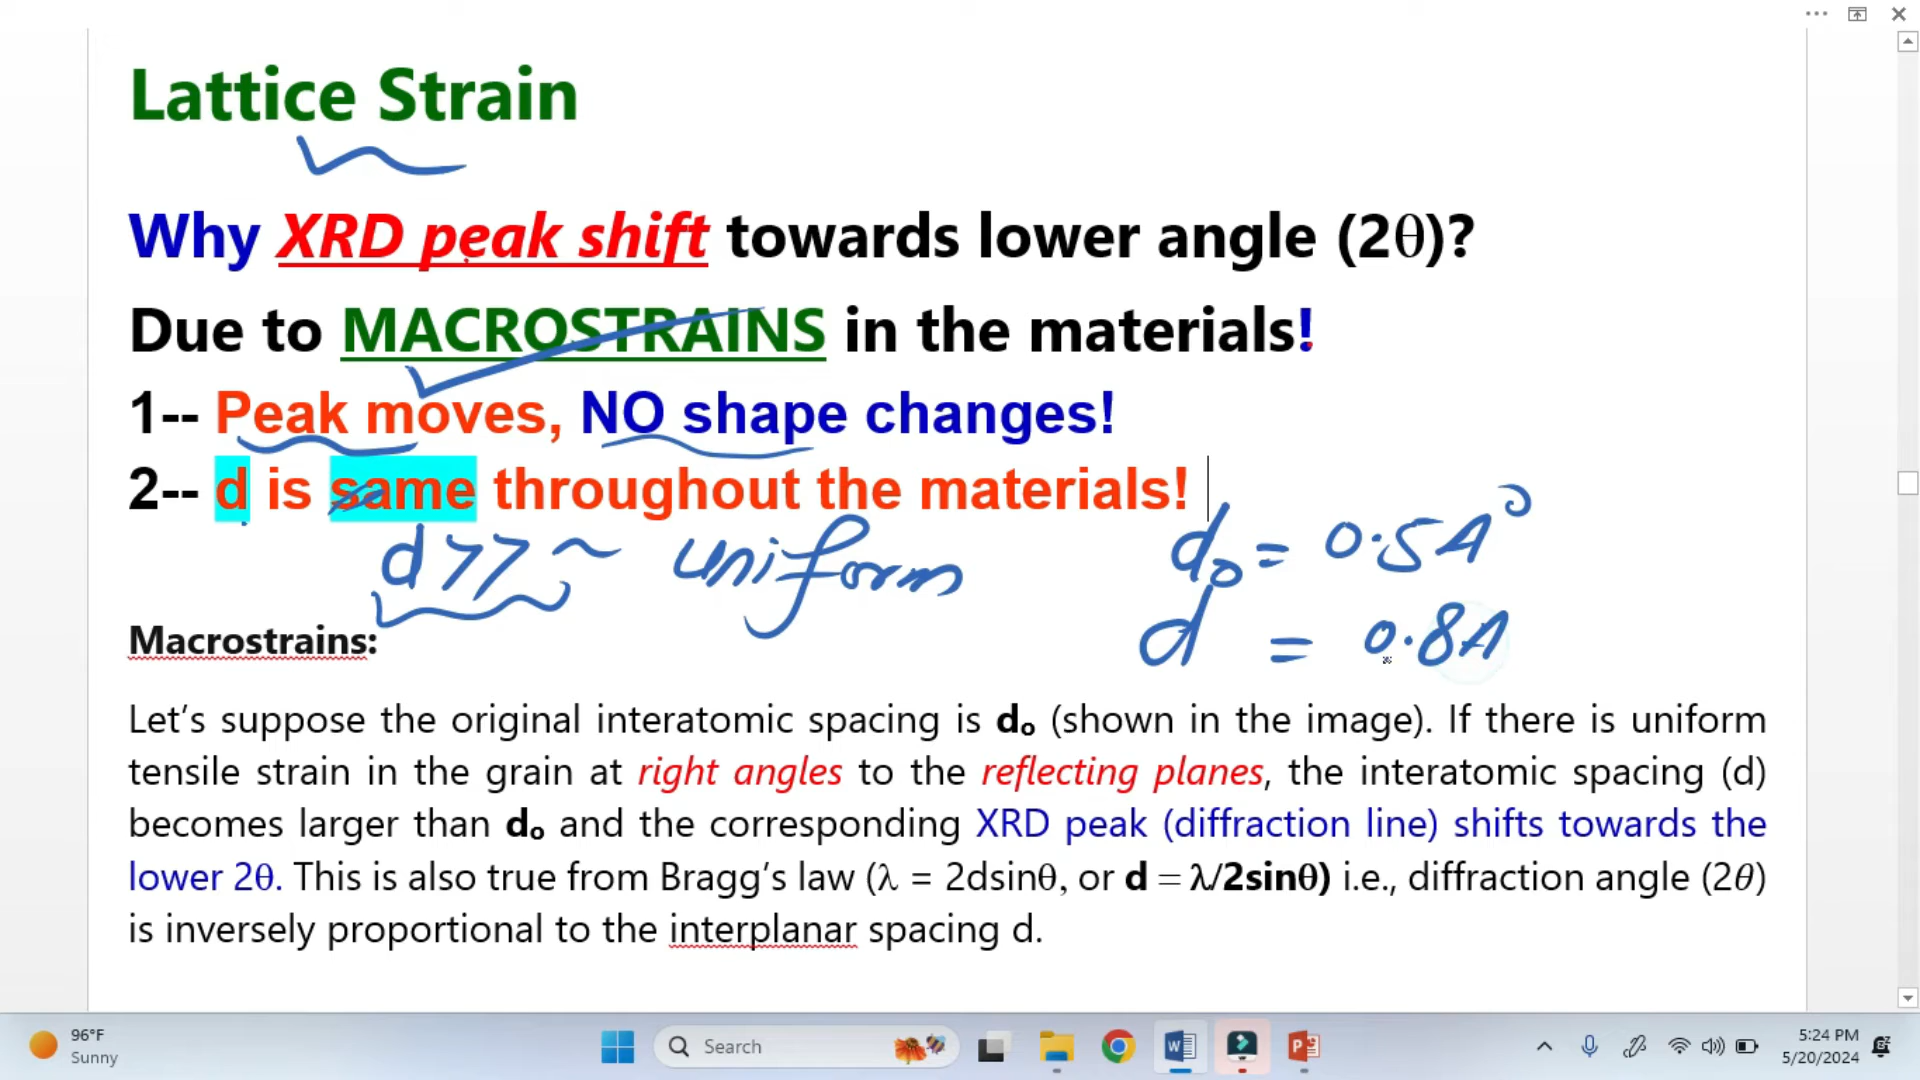 Lattice Strain
Why XRD peak shift towards lower angle (2θ)?
Due to MACROSTRAINS in the materials!
1-- Peak moves, NO shape changes!
2-- d is same throughout the materials!
d >> ~ uniform
d₀ = 0.5 A°
d = 0.8A
Macrostrains:
Let’s suppose the original interatomic spacing is dₒ (shown in the image). If there is uniform
tensile strain in the grain at right angles to the reflecting planes, the interatomic spacing (d)
becomes larger than dₒ and the corresponding XRD peak (diffraction line) shifts towards the
lower 2θ. This is also true from Bragg’s law (λ = 2dsinθ, or d = λ/2sinθ) i.e., diffraction angle (2θ)
is inversely proportional to the interplanar spacing d.
96°F
Sunny
Search
5:24 PM
5/20/2024